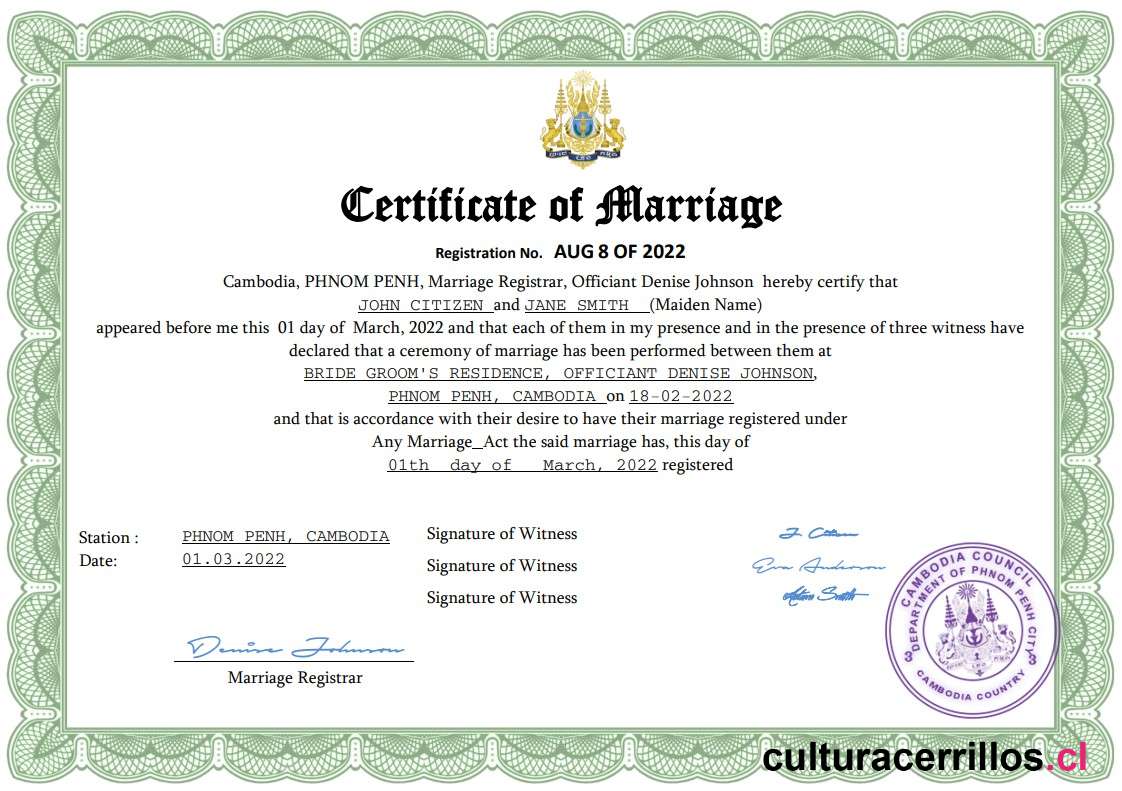 Certificate of Marriage
Registration No. AUG 8 OF 2022
Cambodia, PHNOM PENH, Marriage Registrar, Officiant Denise Johnson hereby certify that
JOHN CITIZEN and JANE SMITH (Maiden Name)
appeared before me this 01 day of March, 2022 and that each of them in my presence and in the presence of three witness have
declared that a ceremony of marriage has been performed between them at
BRIDE GROOM'S RESIDENCE, OFFICIANT DENISE JOHNSON,
PHNOM PENH, CAMBODIA on 18-02-2022
and that is accordance with their desire to have their marriage registered under
Any Marriage_Act the said marriage has, this day of
01th day of March, 2022 registered
Station : PHNOM PENH, CAMBODIA
Date: 01.03.2022
Signature of Witness
Signature of Witness Eva Anderson
Signature of Witness
Denise Johnson
Marriage Registrar
CAMBODIA COUNCIL
DEPARTMENT OF PHNOM PENH CITY
3 3
CAMBODIA COUNTRY
culturacerrillos.cl